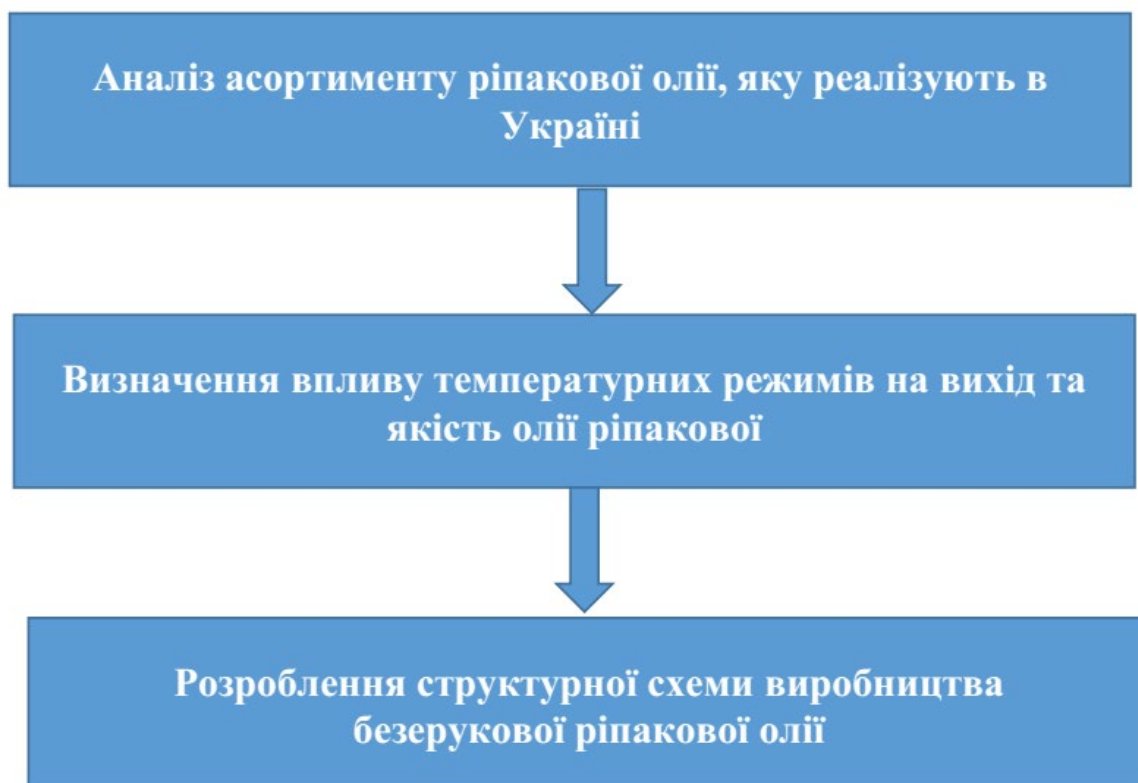 Аналіз асортименту ріпакової олії, яку реалізують в
Україні
Визначення впливу температурних режимів на вихід та
якість олії ріпакової
Розроблення структурної схеми виробництва
безерукової ріпакової олії